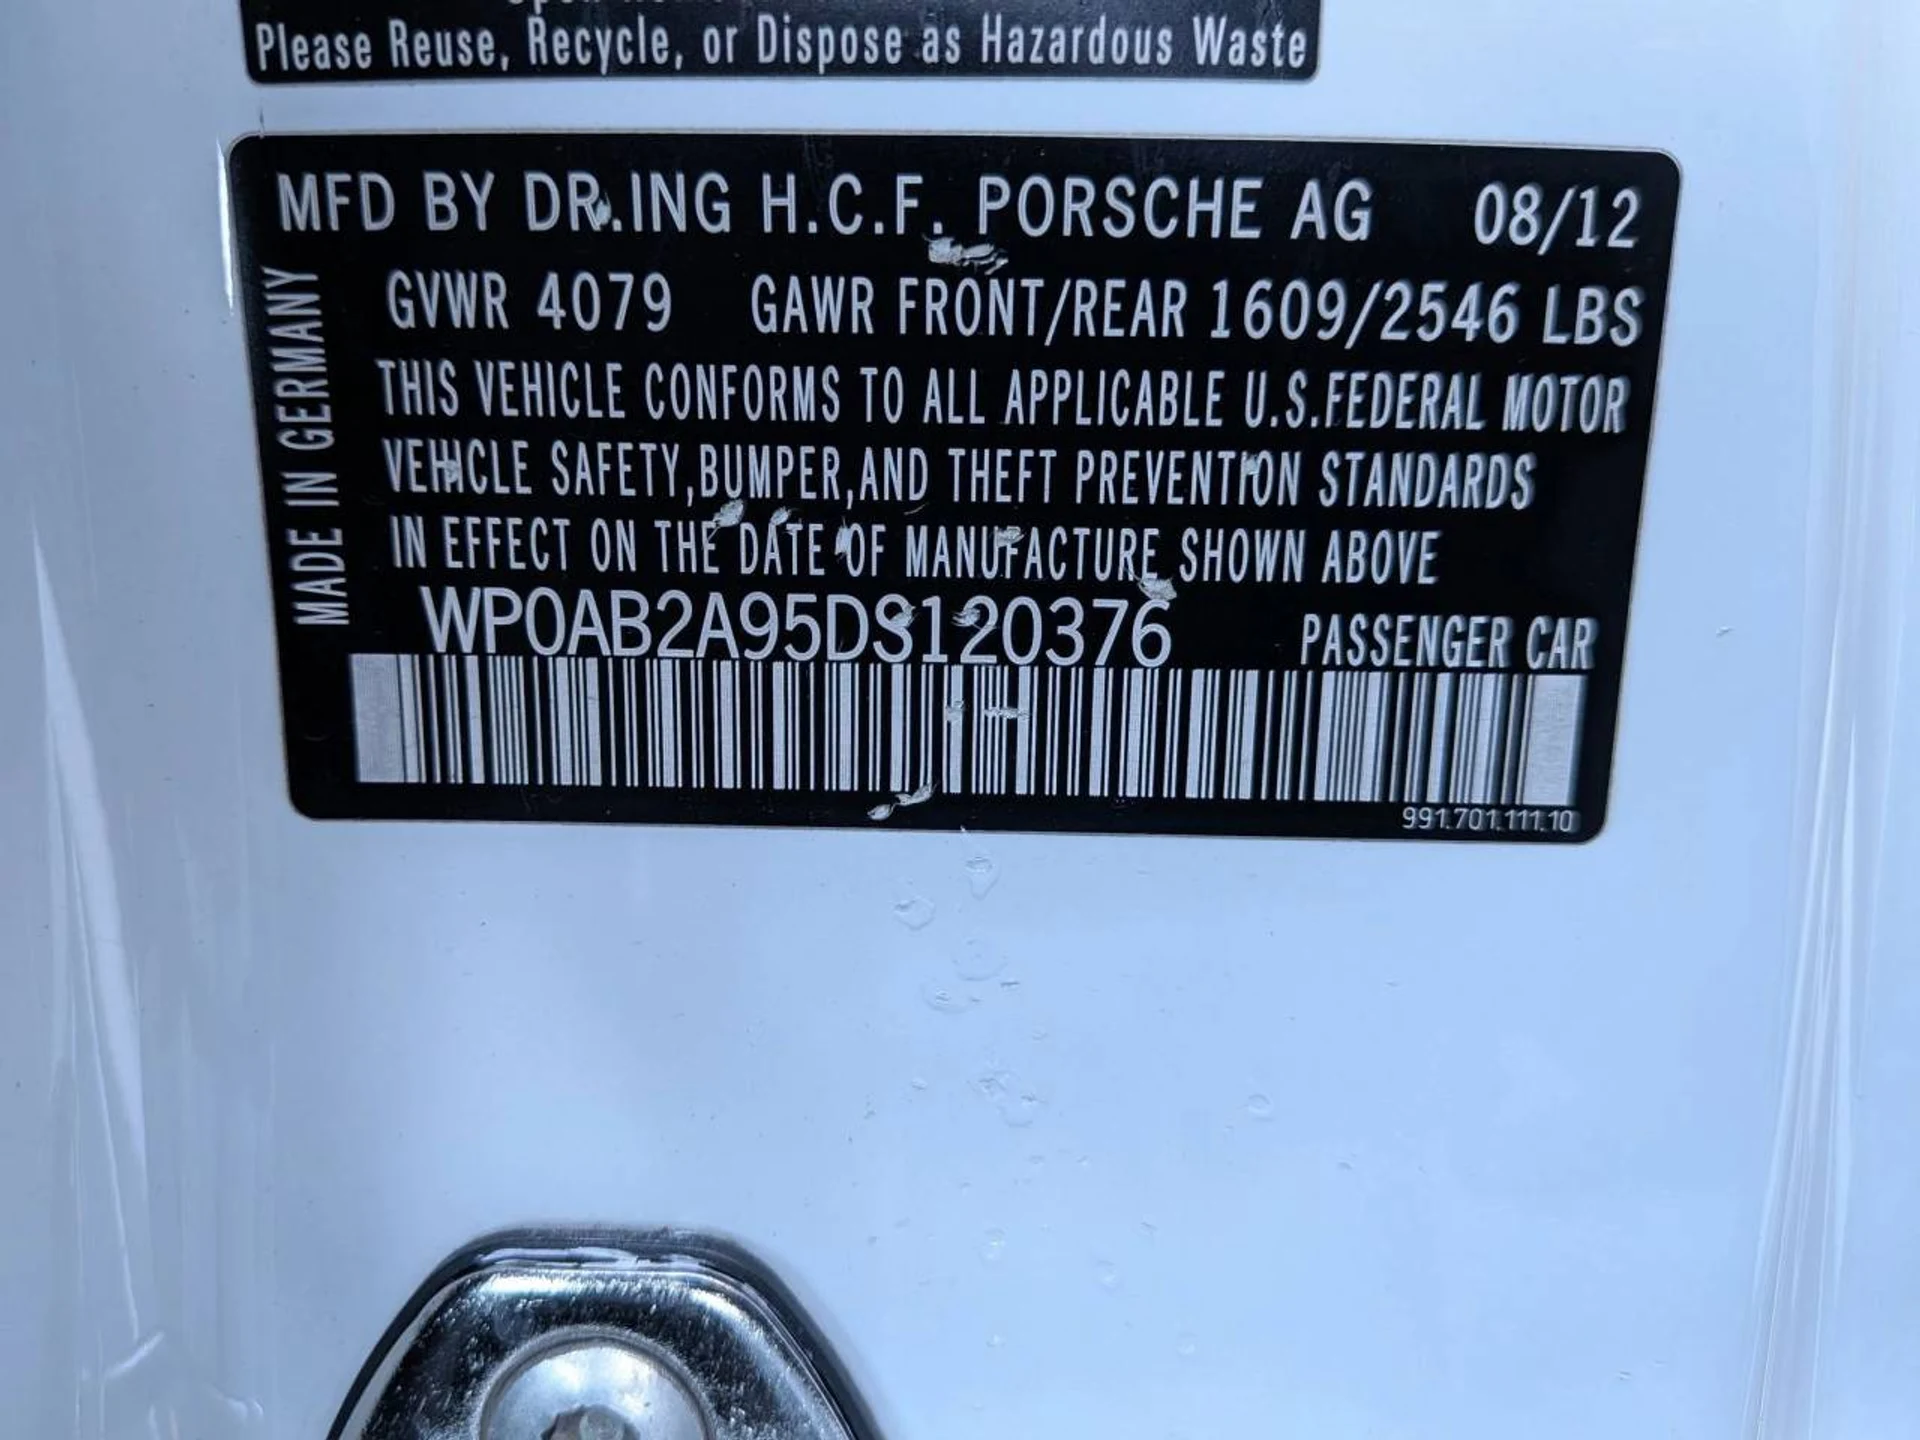 Please Reuse, Recycle, or Dispose as Hazardous Waste
MFD BY DR.ING H.C.F. PORSCHE AG 08/12
GVWR 4079 GAWR FRONT/REAR 1609/2546 LBS
THIS VEHICLE CONFORMS TO ALL APPLICABLE U.S.FEDERAL MOTOR
VEHICLE SAFETY,BUMPER,AND THEFT PREVENTION STANDARDS
IN EFFECT ON THE DATE OF MANUFACTURE SHOWN ABOVE
WP0AB2A95DS120376 PASSENGER CAR
991.701.111.10
MADE IN GERMANY